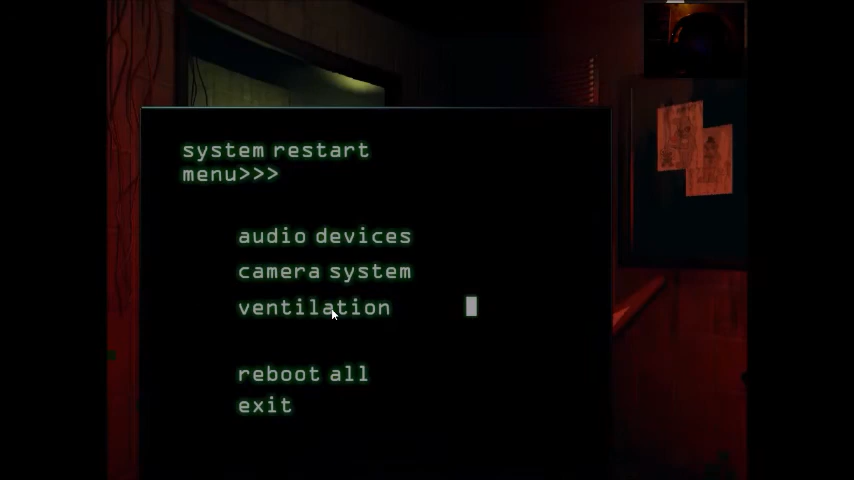 system restart
menu>>>
audio devices
camera system
ventilation
reboot all
exit